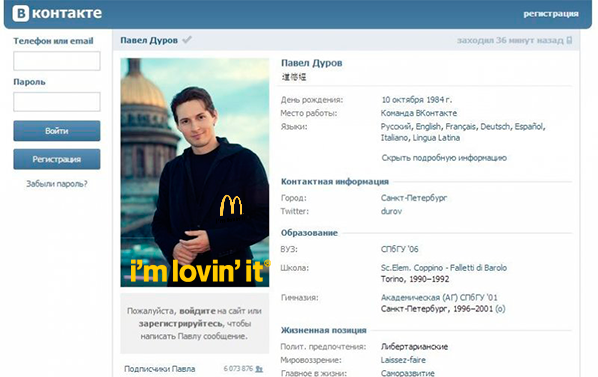 В контакте
регистрация
Телефон или email
Пароль
Войти
Регистрация
Забыли пароль?
Павел Дуров
заходил 36 минут назад
i'm lovin' it
Пожалуйста, войдите на сайт или
зарегистрируйтесь, чтобы
написать Павлу сообщение.
Подписчики Павла 6 073 876
Павел Дуров
День рождения: 10 октября 1984 г.
Место работы: Команда ВКонтакте
Языки: Русский, English, Français, Deutsch, Español,
Italiano, Lingua Latina
Скрыть подробную информацию
Контактная информация
Город: Санкт-Петербург
Twitter: durov
Образование
ВУЗ: СПбГУ '06
Школа: Sc.Elem. Coppino - Falletti di Barolo
Torino, 1990–1992
Гимназия: Академическая (АГ) СПбГУ '01
Санкт-Петербург, 1996–2001 (о)
Жизненная позиция
Полит. предпочтения: Либертарианские
Мировоззрение: Laissez-faire
Главное в жизни: Саморазвитие